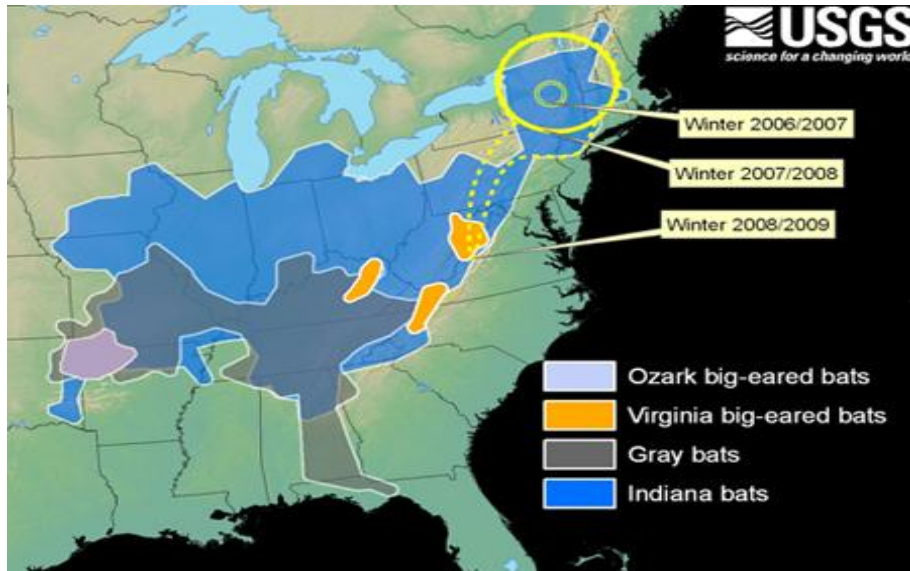 USGS
science for a changing world
Winter 2006/2007
Winter 2007/2008
Winter 2008/2009
Ozark big-eared bats
Virginia big-eared bats
Gray bats
Indiana bats